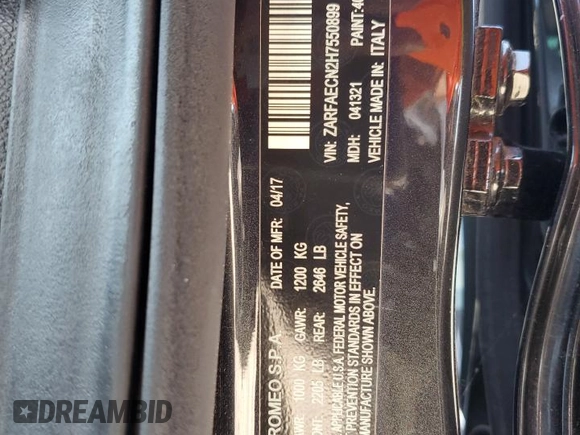 ROMEO S.P.A. DATE OF MFR: 04/17 VIN: ZARFAECN2H7550899
AWR: 1000 KG GAWR: 1200 KG MDH: 041321 PAINT:
ONT: 2205 LB REAR: 2646 LB VEHICLE MADE IN: ITALY
APPLICABLE U.S.A. FEDERAL MOTOR VEHICLE SAFETY,
PREVENTION STANDARDS IN EFFECT ON
MANUFACTURE SHOWN ABOVE.
DREAMBID